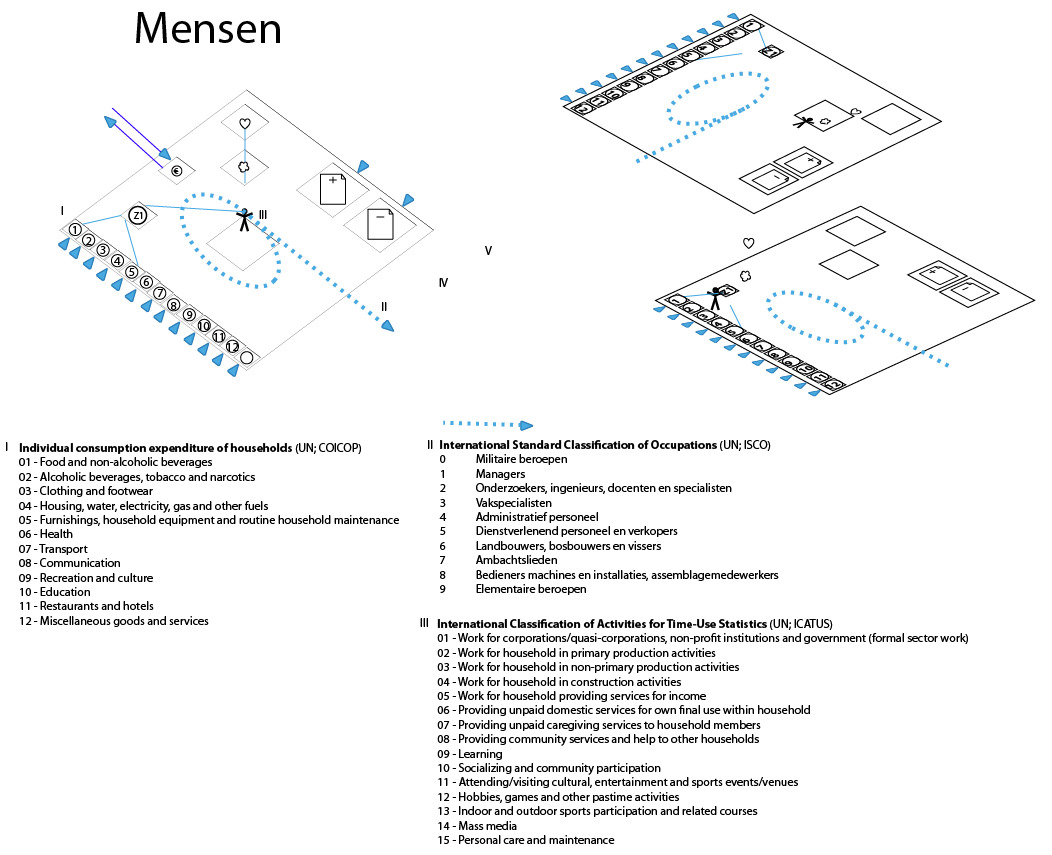 Mensen
€
+
−
I
Z1
III
1
2
3
4
5
6
7
8
9
10
11
12
II
IV
V
I Individual consumption expenditure of households (UN; COICOP)
01 - Food and non-alcoholic beverages
02 - Alcoholic beverages, tobacco and narcotics
03 - Clothing and footwear
04 - Housing, water, electricity, gas and other fuels
05 - Furnishings, household equipment and routine household maintenance
06 - Health
07 - Transport
08 - Communication
09 - Recreation and culture
10 - Education
11 - Restaurants and hotels
12 - Miscellaneous goods and services
II International Standard Classification of Occupations (UN; ISCO)
0 Militaire beroepen
1 Managers
2 Onderzoekers, ingenieurs, docenten en specialisten
3 Vakspecialisten
4 Administratief personeel
5 Dienstverlenend personeel en verkopers
6 Landbouwers, bosbouwers en vissers
7 Ambachtslieden
8 Bedieners machines en installaties, assemblagemedewerkers
9 Elementaire beroepen
III International Classification of Activities for Time-Use Statistics (UN; ICATUS)
01 - Work for corporations/quasi-corporations, non-profit institutions and government (formal sector work)
02 - Work for household in primary production activities
03 - Work for household in non-primary production activities
04 - Work for household in construction activities
05 - Work for household providing services for income
06 - Providing unpaid domestic services for own final use within household
07 - Providing unpaid caregiving services to household members
08 - Providing community services and help to other households
09 - Learning
10 - Socializing and community participation
11 - Attending/visiting cultural, entertainment and sports events/venues
12 - Hobbies, games and other pastime activities
13 - Indoor and outdoor sports participation and related courses
14 - Mass media
15 - Personal care and maintenance